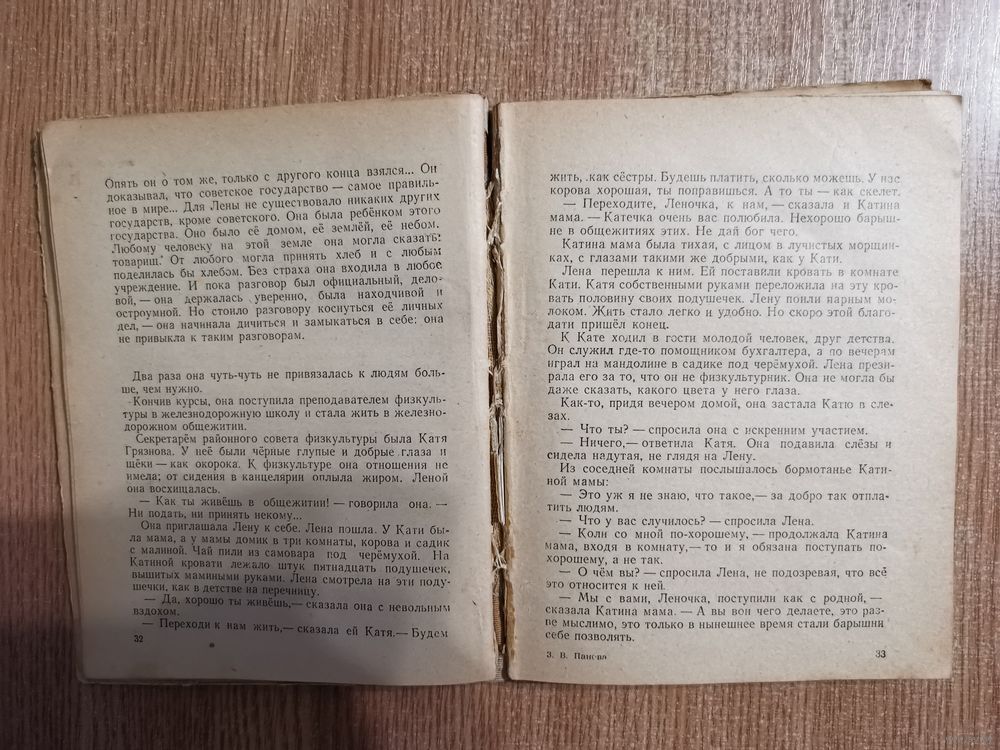 Опять он о том же, только с другого конца взялся... Он
доказывал, что советское государство — самое правиль-
ное в мире... Для Лены не существовало никаких других
государств, кроме советского. Она была ребёнком этого
государства. Оно было её домом, её землёй, её небом.
Любому человеку на этой земле она могла сказать:
товарищ. От любого могла принять хлеб и с любым
поделилась бы хлебом. Без страха она входила в любое
учреждение. И пока разговор был официальный, дело-
вой, — она держалась уверенно, была находчивой и
остроумной. Но стоило разговору коснуться её личных
дел, — она начинала дичиться и замыкаться в себе: она
не привыкла к таким разговорам.
Два раза она чуть-чуть не привязалась к людям боль-
ше, чем нужно.
Кончив курсы, она поступила преподавателем физкуль-
туры в железнодорожную школу и стала жить в железно-
дорожном общежитии.
Секретарём районного совета физкультуры была Катя
Грязнова. У неё были чёрные глупые и добрые глаза и
щёки — как окорока. К физкультуре она отношения не
имела; от сидения в канцелярии оплыла жиром. Леной
она восхищалась.
— Как ты живёшь в общежитии! — говорила она. —
Ни подать, ни принять некому...
Она приглашала Лену к себе. Лена пошла. У Кати бы-
ла мама, а у мамы домик в три комнаты, корова и садик
с малиной. Чай пили из самовара под черёмухой. На
Катиной кровати лежало штук пятнадцать подушечек,
вышитых мамиными руками. Лена смотрела на эти поду-
шечки, как в детстве на перечницу.
— Да, хорошо ты живёшь, — сказала она с невольным
вздохом.
— Переходи к нам жить, — сказала ей Катя. — Будем
32
жить, как сёстры. Будешь платить, сколько можешь. У нас
корова хорошая, ты поправишься. А то ты — как скелет.
— Переходите, Леночка, к нам, — сказала и Катина
мама. — Катечка очень вас полюбила. Нехорошо барыш-
не в общежитиях этих. Не дай бог чего.
Катина мама была тихая, с лицом в лучистых морщин-
ках, с глазами такими же добрыми, как у Кати.
Лена перешла к ним. Ей поставили кровать в комнате
Кати. Катя собственными руками переложила на эту кро-
вать половину своих подушечек. Лену поили парным мо-
локом. Жить стало легко и удобно. Но скоро этой благо-
дати пришёл конец.
К Кате ходил в гости молодой человек, друг детства.
Он служил где-то помощником бухгалтера, а по вечерам
играл на мандолине в садике под черёмухой. Лена прези-
рала его за то, что он не физкультурник. Она не могла бы
даже сказать, какого цвета у него глаза.
Как-то, придя вечером домой, она застала Катю в сле-
зах.
— Что ты? — спросила она с искренним участием.
— Ничего, — ответила Катя. Она подавила слёзы и
сидела надутая, не глядя на Лену.
Из соседней комнаты послышалось бормотанье Кати-
ной мамы:
— Это уж я не знаю, что такое, — за добро так отпла-
тить людям.
— Что у вас случилось? — спросила Лена.
— Коли со мной по-хорошему, — продолжала Катина
мама, входя в комнату, — то и я обязана поступать по-
хорошему, а не так.
— О чём вы? — спросила Лена, не подозревая, что всё
это относится к ней.
— Мы с вами, Леночка, поступили как с родной, —
сказала Катина мама. — А вы вон чего делаете, это раз-
ве мыслимо, это только в нынешнее время стали барышни
себе позволять.
3. В. Панова
33